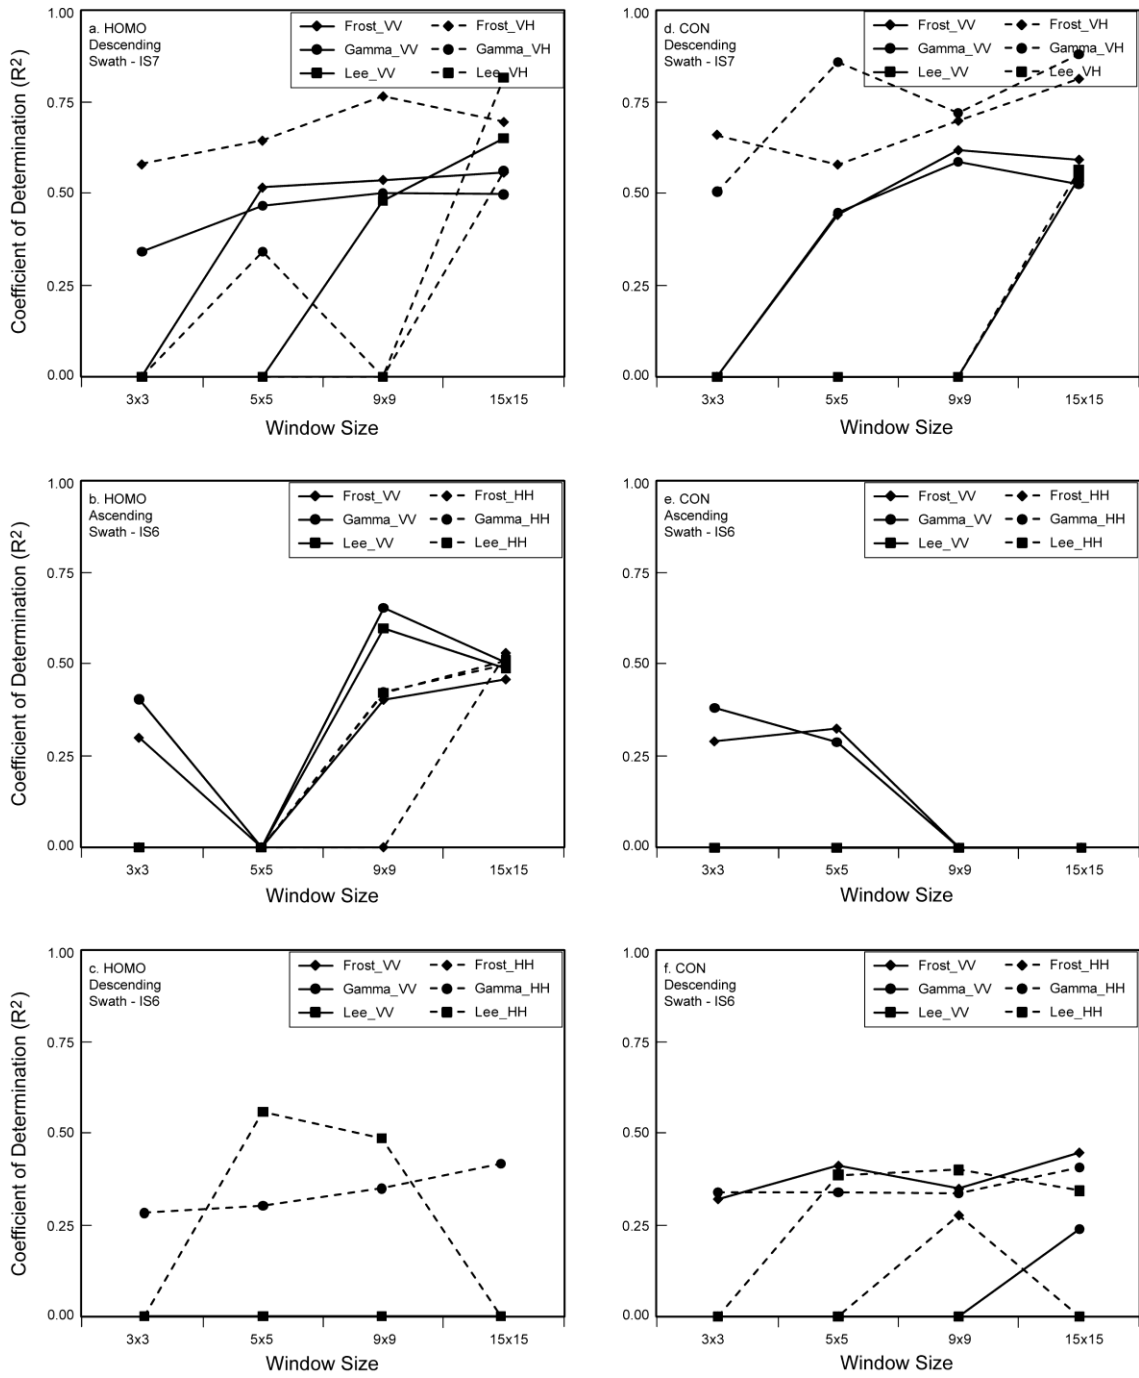 Coefficient of Determination (R²)
1.00
0.75
0.50
0.25
0.00
a. HOMO
Descending
Swath - IS7
Frost_VV Frost_VH
Gamma_VV Gamma_VH
Lee_VV Lee_VH
3x3 5x5 9x9 15x15
Window Size
Coefficient of Determination (R²)
1.00
0.75
0.50
0.25
0.00
d. CON
Descending
Swath - IS7
Frost_VV Frost_VH
Gamma_VV Gamma_VH
Lee_VV Lee_VH
3x3 5x5 9x9 15x15
Window Size
Coefficient of Determination (R²)
1.00
0.75
0.50
0.25
0.00
b. HOMO
Ascending
Swath - IS6
Frost_VV Frost_HH
Gamma_VV Gamma_HH
Lee_VV Lee_HH
3x3 5x5 9x9 15x15
Window Size
Coefficient of Determination (R²)
1.00
0.75
0.50
0.25
0.00
e. CON
Ascending
Swath - IS6
Frost_VV Frost_HH
Gamma_VV Gamma_HH
Lee_VV Lee_HH
3x3 5x5 9x9 15x15
Window Size
1.00
0.75
0.50
0.25
0.00
c. HOMO
Descending
Swath - IS6
Frost_VV Frost_HH
Gamma_VV Gamma_HH
Lee_VV Lee_HH
3x3 5x5 9x9 15x15
Window Size
1.00
0.75
0.50
0.25
0.00
f. CON
Descending
Swath - IS6
Frost_VV Frost_HH
Gamma_VV Gamma_HH
Lee_VV Lee_HH
3x3 5x5 9x9 15x15
Window Size